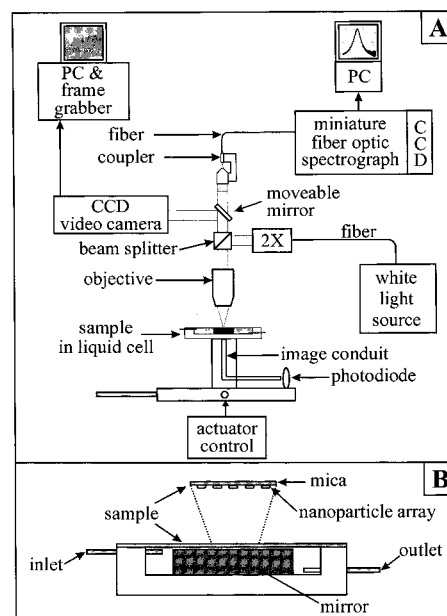 A
PC &
frame
grabber
PC
fiber
coupler
miniature
fiber optic
spectrograph
C
C
D
moveable
mirror
CCD
video camera
beam splitter
2X
fiber
objective
white
light
source
sample
in liquid cell
image conduit
photodiode
actuator
control
B
mica
sample
nanoparticle array
inlet
outlet
mirror